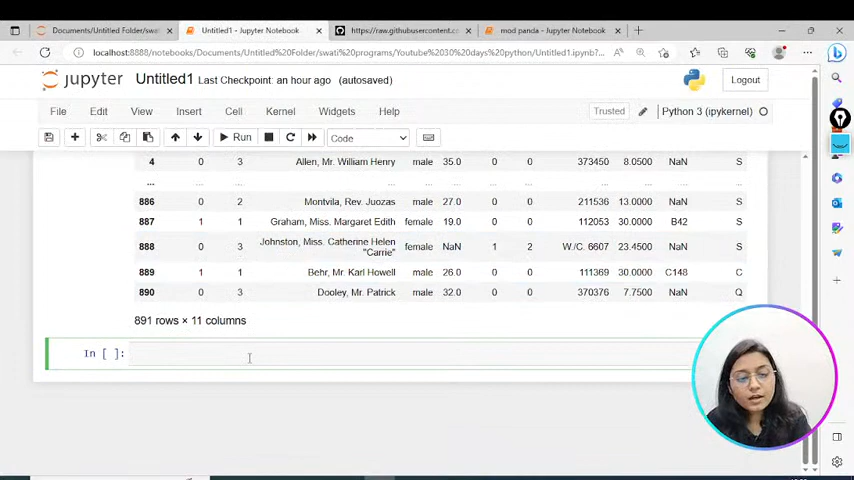 Documents/Untitled Folder/swati
Untitled1 - Jupyter Notebook
https://raw.githubusercontent.co
mod panda - Jupyter Notebook
localhost:8888/notebooks/Documents/Untitled%20Folder/swati%20programs/Youtube%2030%20days%20python/Untitled1.ipynb?...
jupyter Untitled1 Last Checkpoint: an hour ago (autosaved) Logout
File Edit View Insert Cell Kernel Widgets Help Trusted Python 3 (ipykernel)
Run Code
4 0 3 Allen, Mr. William Henry male 35.0 0 0 373450 8.0500 NaN S
... ... ... ... ... ... ... ... ... ... ... ...
886 0 2 Montvila, Rev. Juozas male 27.0 0 0 211536 13.0000 NaN S
887 1 1 Graham, Miss. Margaret Edith female 19.0 0 0 112053 30.0000 B42 S
888 0 3 Johnston, Miss. Catherine Helen "Carrie" female NaN 1 2 W./C. 6607 23.4500 NaN S
889 1 1 Behr, Mr. Karl Howell male 26.0 0 0 111369 30.0000 C148 C
890 0 3 Dooley, Mr. Patrick male 32.0 0 0 370376 7.7500 NaN Q
891 rows × 11 columns
In [ ]: